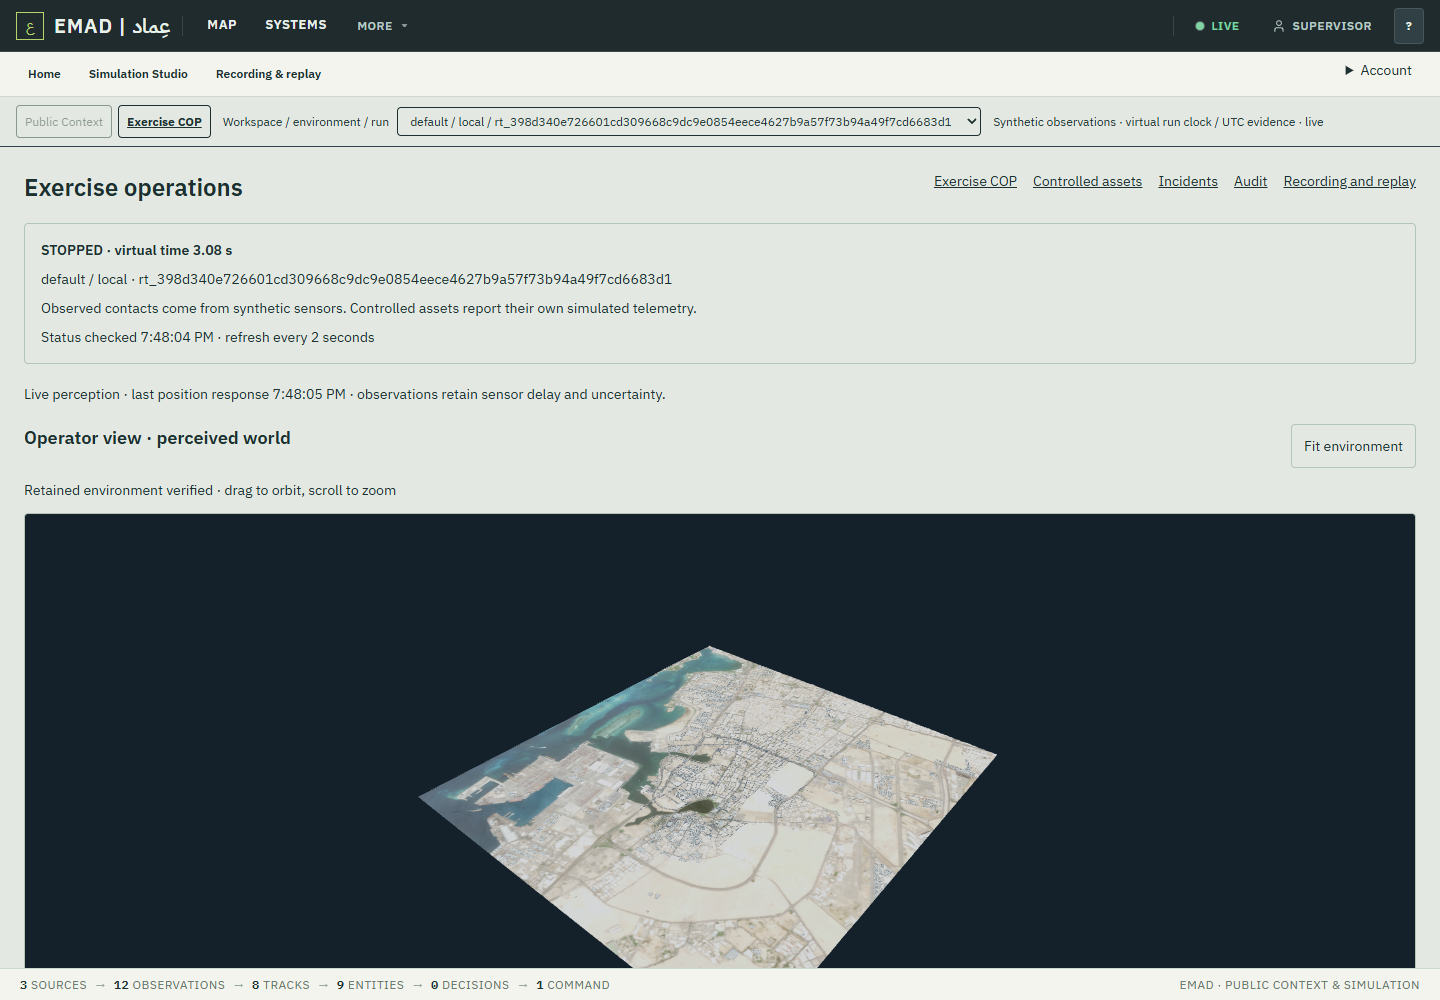 ع EMAD | عِماد MAP SYSTEMS MORE LIVE SUPERVISOR ?
Home Simulation Studio Recording & replay Account
Public Context Exercise COP Workspace / environment / run default / local / rt_398d340e726601cd309668c9dc9e0854eece4627b9a57f73b94a49f7cd6683d1 Synthetic observations · virtual run clock / UTC evidence · live
Exercise operations Exercise COP Controlled assets Incidents Audit Recording and replay
STOPPED · virtual time 3.08 s
default / local · rt_398d340e726601cd309668c9dc9e0854eece4627b9a57f73b94a49f7cd6683d1
Observed contacts come from synthetic sensors. Controlled assets report their own simulated telemetry.
Status checked 7:48:04 PM · refresh every 2 seconds
Live perception · last position response 7:48:05 PM · observations retain sensor delay and uncertainty.
Operator view · perceived world Fit environment
Retained environment verified · drag to orbit, scroll to zoom
3 SOURCES → 12 OBSERVATIONS → 8 TRACKS → 9 ENTITIES → 0 DECISIONS → 1 COMMAND EMAD · PUBLIC CONTEXT & SIMULATION